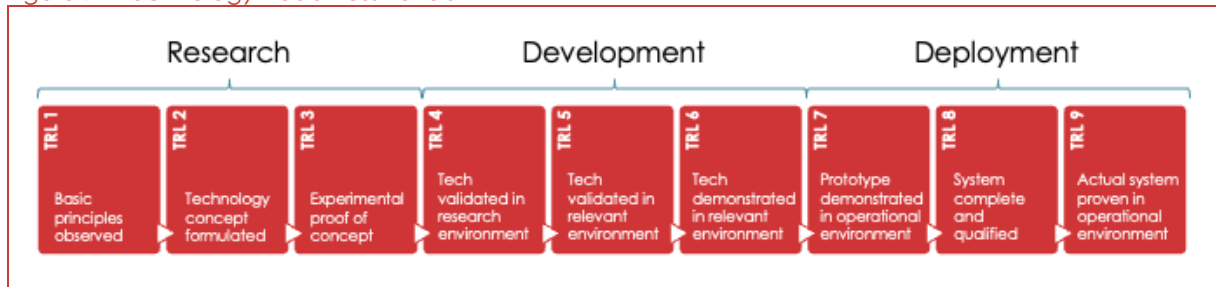 Research
Development
Deployment
TRL 1
Basic
principles
observed
TRL 2
Technology
concept
formulated
TRL 3
Experimental
proof of
concept
TRL 4
Tech
validated in
research
environment
TRL 5
Tech
validated in
relevant
environment
TRL 6
Tech
demonstrated
in relevant
environment
TRL 7
Prototype
demonstrated
in operational
environment
TRL 8
System
complete
and
qualified
TRL 9
Actual system
proven in
operational
environment